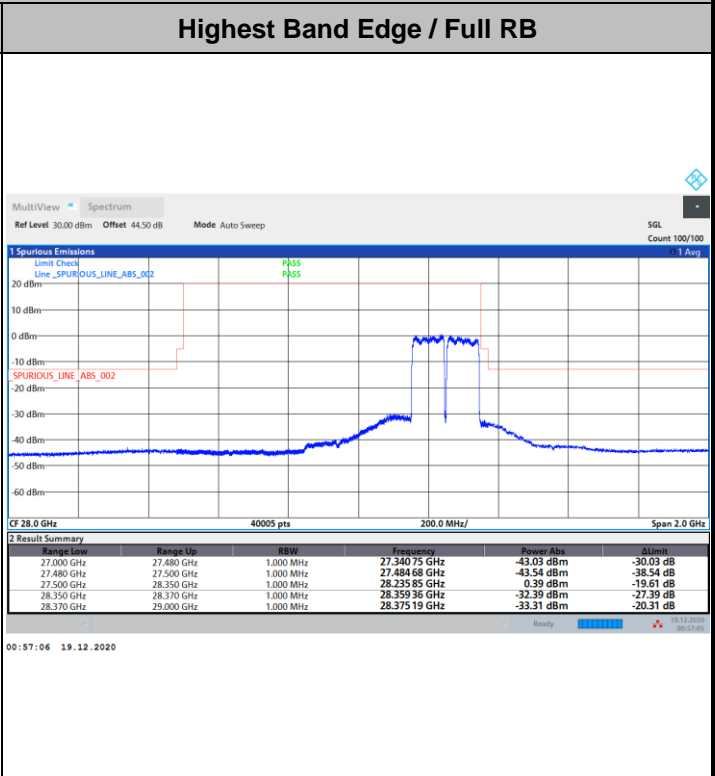 Highest Band Edge / Full RB
MultiView Spectrum
Ref Level 30.00 dBm Offset 44.50 dB Mode Auto Sweep SGL
Count 100/100
1 Spurious Emissions 1 Avg
Limit Check PASS
Line _SPURIOUS_LINE_ABS_002 PASS
20 dBm
10 dBm
0 dBm
-10 dBm
_SPURIOUS_LINE_ABS_002
-20 dBm
-30 dBm
-40 dBm
-50 dBm
-60 dBm
CF 28.0 GHz 40005 pts 200.0 MHz/ Span 2.0 GHz
2 Result Summary
Range Low Range Up RBW Frequency Power Abs ΔLimit
27.000 GHz 27.480 GHz 1.000 MHz 27.340 75 GHz -43.03 dBm -30.03 dB
27.480 GHz 27.500 GHz 1.000 MHz 27.484 68 GHz -43.54 dBm -38.54 dB
27.500 GHz 28.350 GHz 1.000 MHz 28.235 85 GHz 0.39 dBm -19.61 dB
28.350 GHz 28.370 GHz 1.000 MHz 28.359 36 GHz -32.39 dBm -27.39 dB
28.370 GHz 29.000 GHz 1.000 MHz 28.375 19 GHz -33.31 dBm -20.31 dB
Ready 19.12.2020
00:57:05
00:57:06 19.12.2020